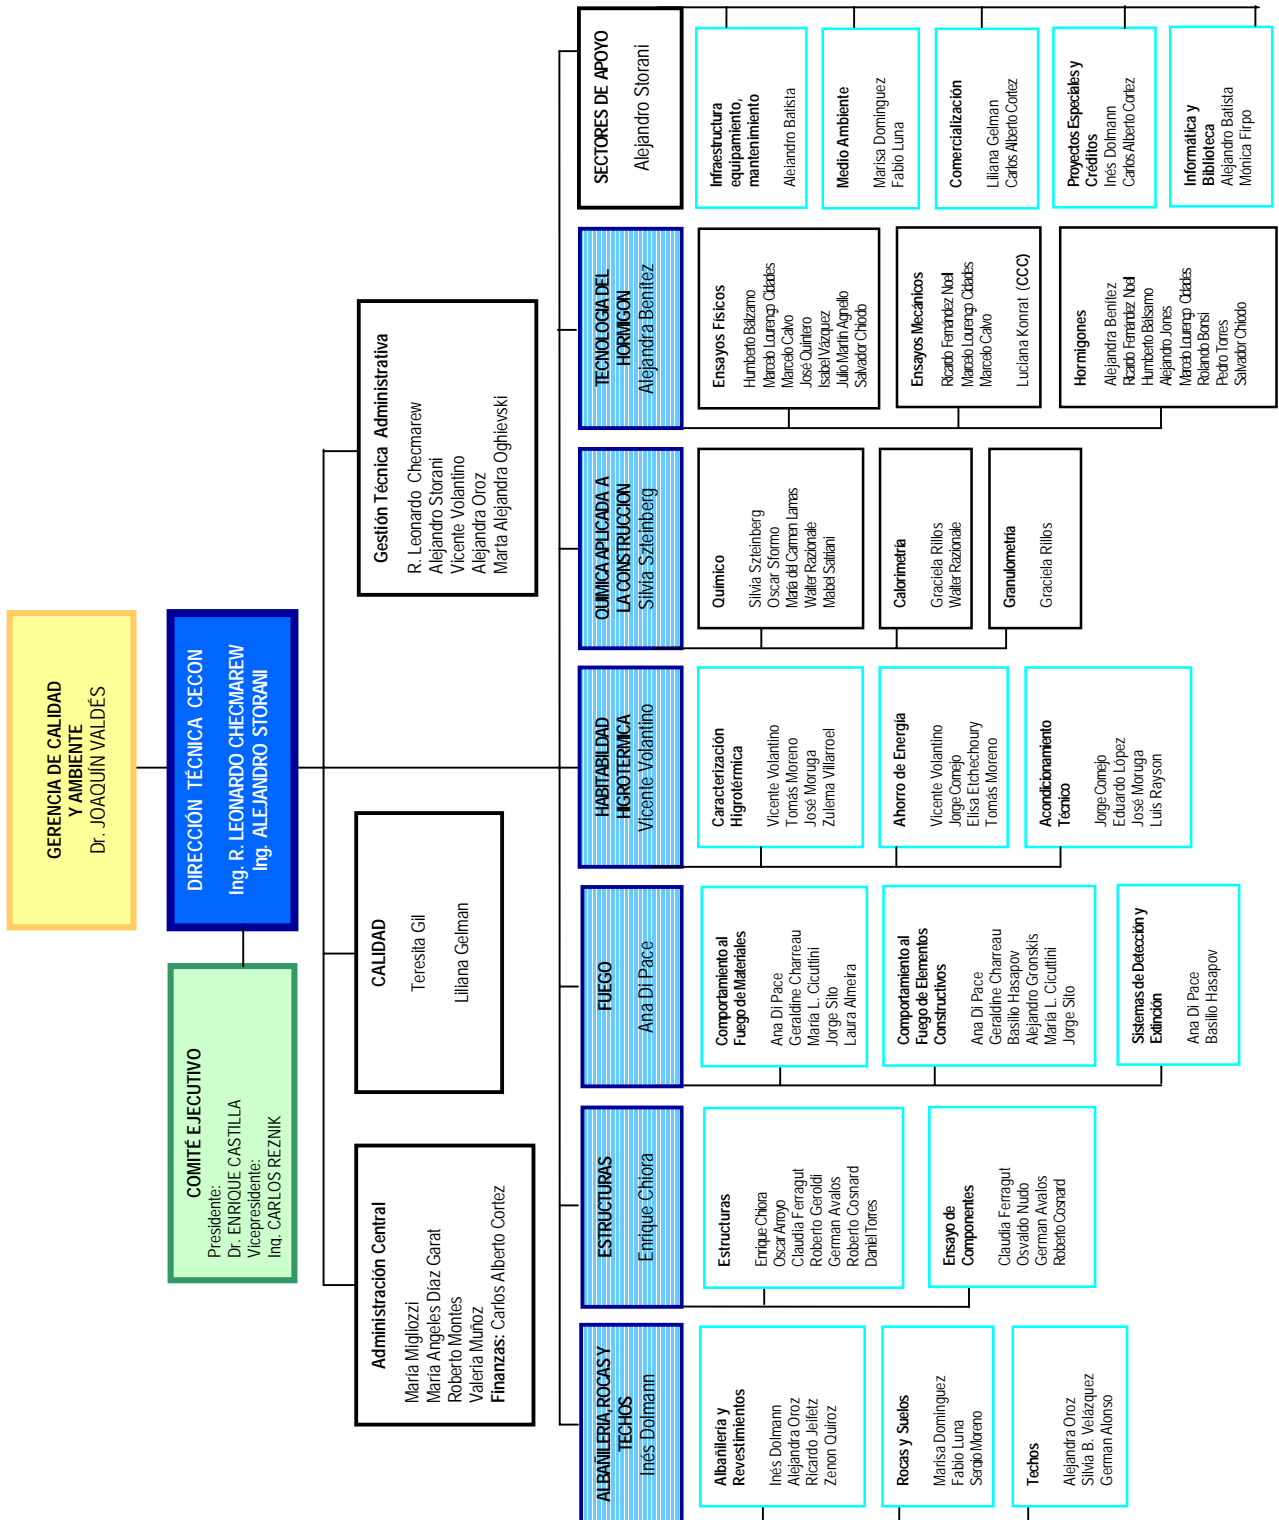 GERENCIA DE CALIDAD
Y AMBIENTE
Dr. JOAQUÍN VALDÉS
COMITÉ EJECUTIVO
Presidente:
Dr. ENRIQUE CASTILLA
Vicepresidente:
Ing. CARLOS REZNIK
DIRECCIÓN TÉCNICA CECON
Ing. R. LEONARDO CHECMAREW
Ing. ALEJANDRO STORANI
Administración Central
María Migliozzi
María Angeles Díaz Garat
Roberto Montes
Valeria Muñoz
Finanzas: Carlos Alberto Cortez
CALIDAD
Teresita Gil
Liliana Gelman
Gestión Técnica Administrativa
R. Leonardo Checmarew
Alejandro Storani
Vicente Volantino
Alejandra Oroz
Marta Alejandra Oghievski
ALBAÑILERIA, ROCAS Y
TECHOS
Inés Dolmann
Albañilería y
Revestimientos
Inés Dolmann
Alejandra Oroz
Ricardo Jeifetz
Zenon Quiroz
Rocas y Suelos
Marisa Dominguez
Fabio Luna
Sergio Moreno
Techos
Alejandra Oroz
Silvia B. Velázquez
German Alonso
ESTRUCTURAS
Enrique Chiora
Estructuras
Enrique Chiora
Oscar Arroyo
Claudia Ferragut
Roberto Geroldi
German Avalos
Roberto Cosnard
Daniel Torres
Ensayo de
Componentes
Claudia Ferragut
Osvaldo Nudo
German Avalos
Roberto Cosnard
FUEGO
Ana Di Pace
Comportamiento al
Fuego de Materiales
Ana Di Pace
Geraldine Charreau
María L. Cicuttini
Jorge Sito
Laura Almeira
Comportamiento al
Fuego de Elementos
Constructivos
Ana Di Pace
Geraldine Charreau
Basilio Hasapov
Alejandro Gronskis
María L. Cicuttini
Jorge Sito
Sistemas de Detección y
Extinción
Ana Di Pace
Basilio Hasapov
HABITABILDAD
HIGROTERMICA
Vicente Volantino
Caracterización
Higrotérmica
Vicente Volantino
Tomás Moreno
José Moruga
Zulema Villarroel
Ahorro de Energía
Vicente Volantino
Jorge Cornejo
Elisa Etchechoury
Tomás Moreno
Acondicionamiento
Técnico
Jorge Cornejo
Eduardo López
José Moruga
Luis Rayson
QUIMICA APLICADA A
LA CONSTRUCCION
Silvia Szteinberg
Químico
Silvia Szteinberg
Oscar Sformo
María del Carmen Lamas
Walter Razionale
Mabel Satriani
Calorimetría
Graciela Rillos
Walter Razionale
Granulometría
Graciela Rillos
TECNOLOGIA DEL
HORMIGON
Alejandra Benítez
Ensayos Físicos
Humberto Bálzamo
Marcelo Lourenço Cidades
Marcelo Calvo
José Quintero
Isabel Vázquez
Julio Martín Agnello
Salvador Chiodo
Ensayos Mecánicos
Ricardo Fernández Noell
Marcelo Lourengo Cidades
Marcelo Calvo
Luciana Konrat (CCC)
Hormigones
Alejandra Benítez
Ricardo Fernández Noell
Humberto Bálsamo
Alejandro Jones
Marcelo Lourengo Cidades
Rolando Bonsi
Pedro Torres
Salvador Chiodo
SECTORES DE APOYO
Alejandro Storani
Infraestructura
equipamiento,
mantenimiento
Alejandro Batista
Medio Ambiente
Marisa Dominguez
Fabio Luna
Comercialización
Liliana Gelman
Carlos Alberto Cortez
Proyectos Especiales y
Créditos
Inés Dolmann
Carlos Alberto Cortez
Informática y
Biblioteca
Alejandro Batista
Mónica Firpo